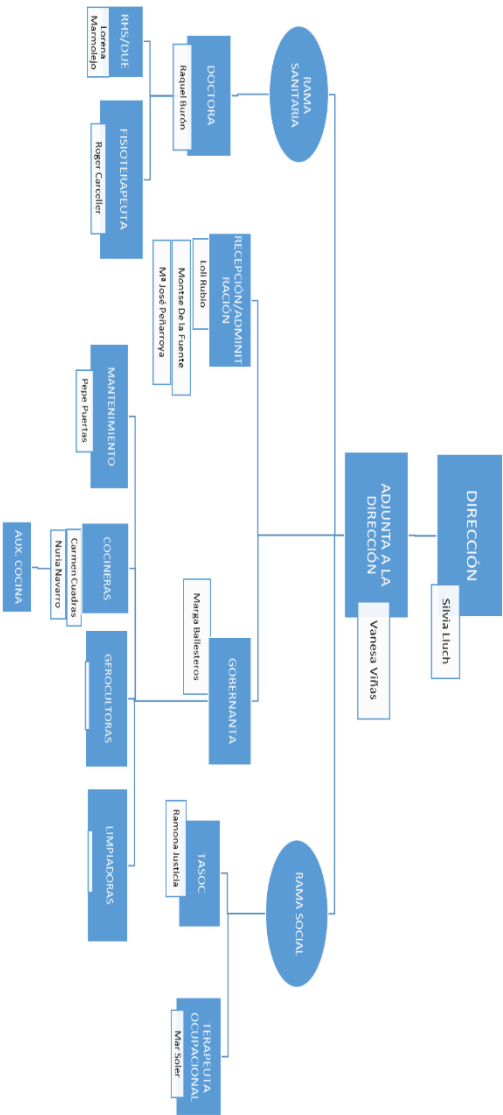 DIRECCIÓN
Silvia Lluch
ADJUNTA A LA
DIRECCIÓN
Vanesa Viñas
RAMA
SANITARIA
DOCTORA
Raquel Burón
RHS/DUE
Lorena
Marmolejo
FISIOTERAPEUTA
Roger Carceller
RECEPCIÓN/ADMINIT
RACIÓN
Loli Rubio
Montse De la Fuente
Mª José Peñarroya
GOBERNANTA
Marga Ballesteros
MANTENIMIENTO
Pepe Puertas
COCINERAS
Carmen Cuadras
Nuria Navarro
AUX. COCINA
GEROCULTORAS
LIMPIADORAS
RAMA SOCIAL
TASOC
Ramona Justicia
TERAPEUTA
OCUPACIONAL
Mar Soler